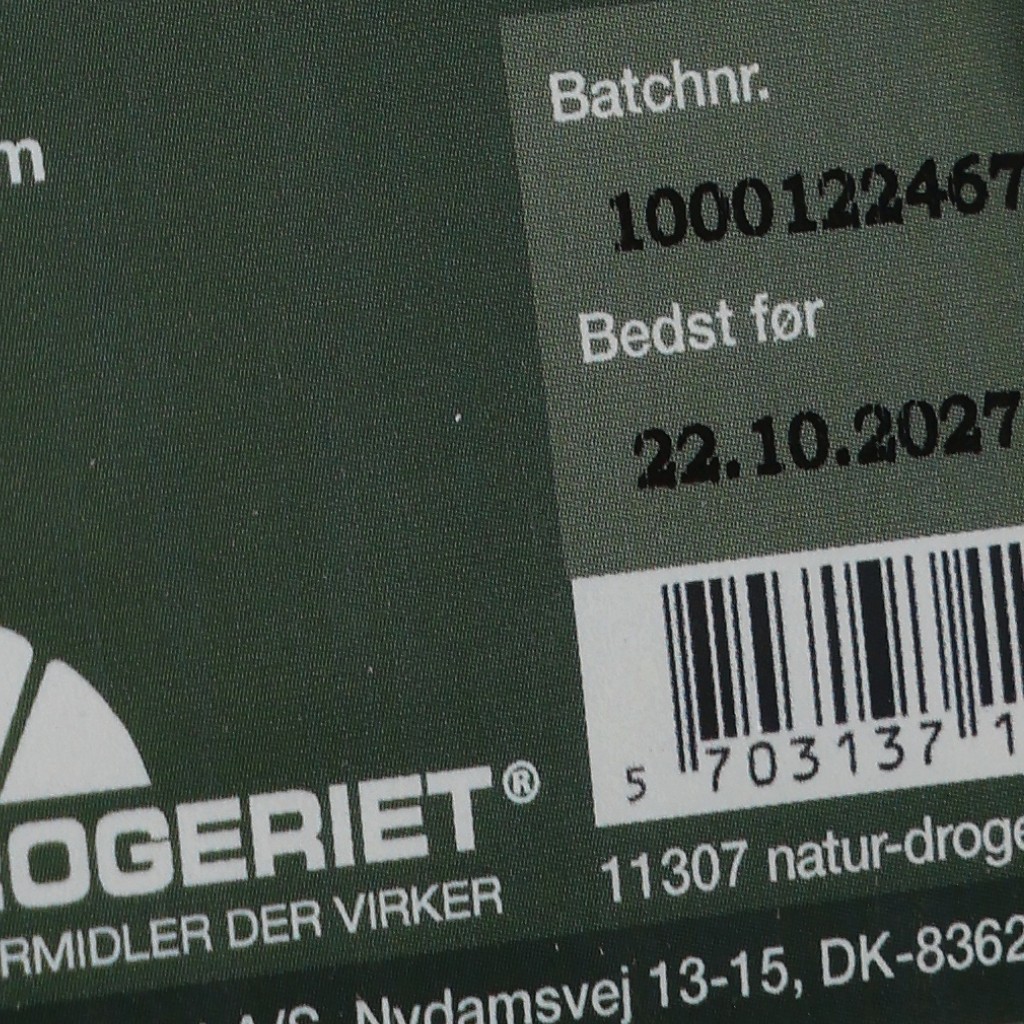 m
Batchnr.
1000122467
Bedst før
22.10.2027
5 703137 1
ROGERIET®
RMIDLER DER VIRKER
11307 natur-droge
A/S, Nydamsvej 13-15, DK-8362